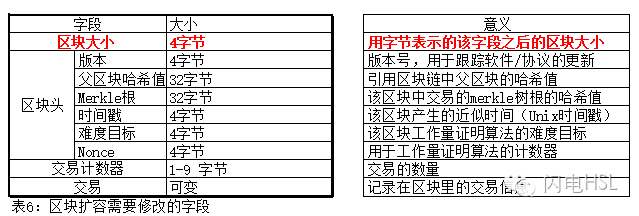 字段 大小 意义
区块大小 4字节 用字节表示的该字段之后的区块大小
版本 4字节 版本号,用于跟踪软件/协议的更新
父区块哈希值 32字节 引用区块链中父区块的哈希值
区块头 Merkle根 32字节 该区块中交易的merkle树根的哈希值
时间戳 4字节 该区块产生的近似时间(Unix时间戳)
难度目标 4字节 该区块工作量证明算法的难度目标
Nonce 4字节 用于工作量证明算法的计数器
交易计数器 1-9 字节 交易的数量
交易 可变 记录在区块里的交易信
闪电HSL
表6:区块扩容需要修改的字段